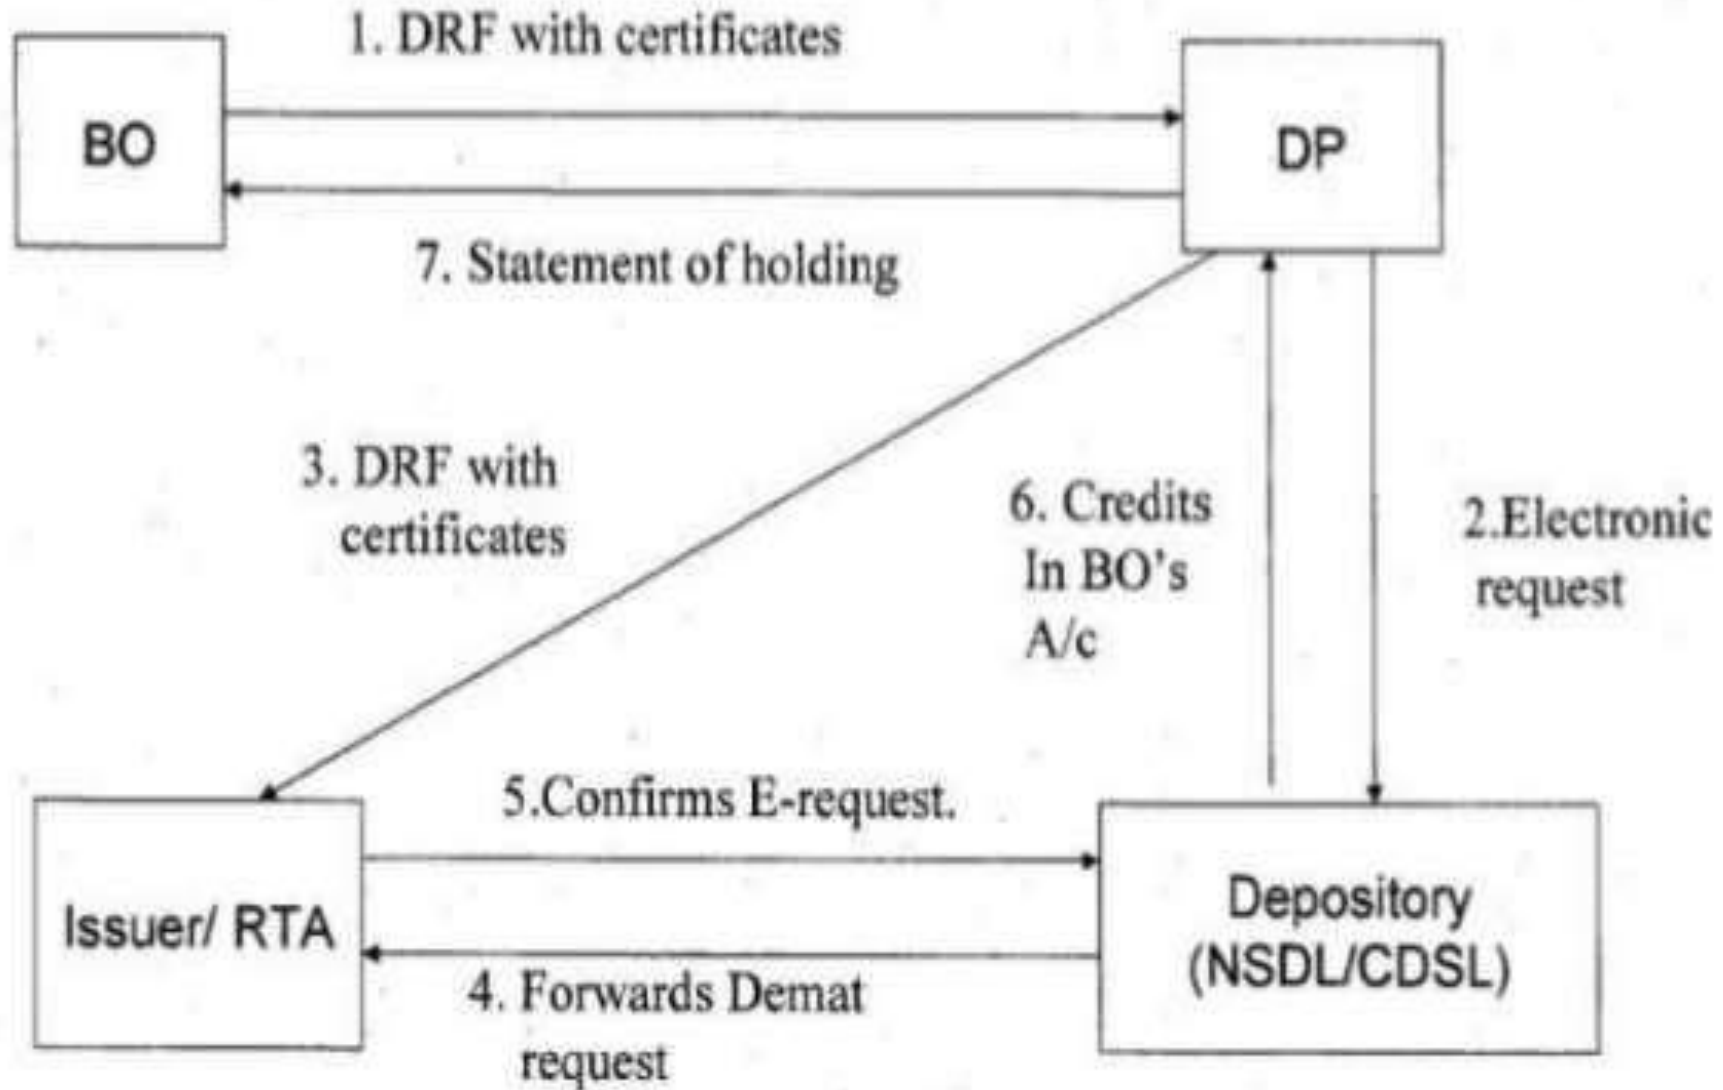 1. DRF with certificates
BO
DP
7. Statement of holding
3. DRF with
certificates
6. Credits
In BO's
A/c
2.Electronic
request
5.Confirms E-request.
Issuer/ RTA
Depository
(NSDL/CDSL)
4. Forwards Demat
request